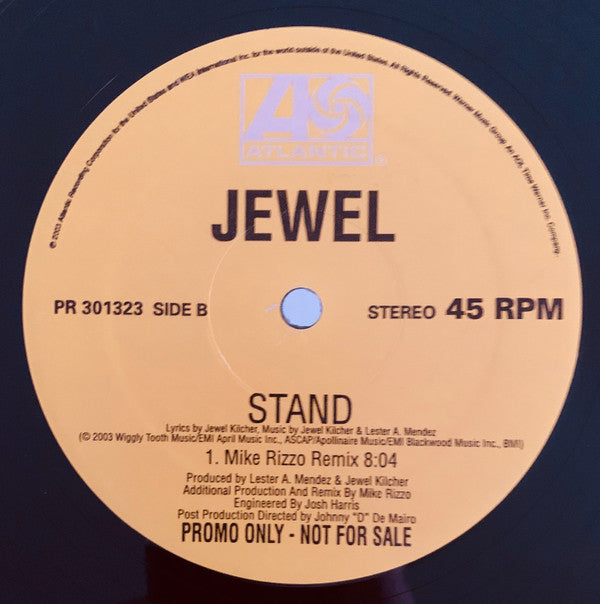 ℗ 2003 Atlantic Recording Corporation for the United States and WEA International Inc. for the world outside of the United States. All Rights Reserved. Warner Music Group, An AOL Time Warner Inc. Company.
ATLANTIC®
JEWEL
PR 301323 SIDE B
STEREO 45 RPM
STAND
Lyrics by Jewel Kilcher, Music by Jewel Kilcher & Lester A. Mendez
(© 2003 Wiggly Tooth Music/EMI April Music Inc., ASCAP/Apollinaire Music/EMI Blackwood Music Inc., BMI)
1. Mike Rizzo Remix 8:04
Produced by Lester A. Mendez & Jewel Kilcher
Additional Production And Remix By Mike Rizzo
Engineered By Josh Harris
Post Production Directed by Johnny "D" De Mairo
PROMO ONLY - NOT FOR SALE